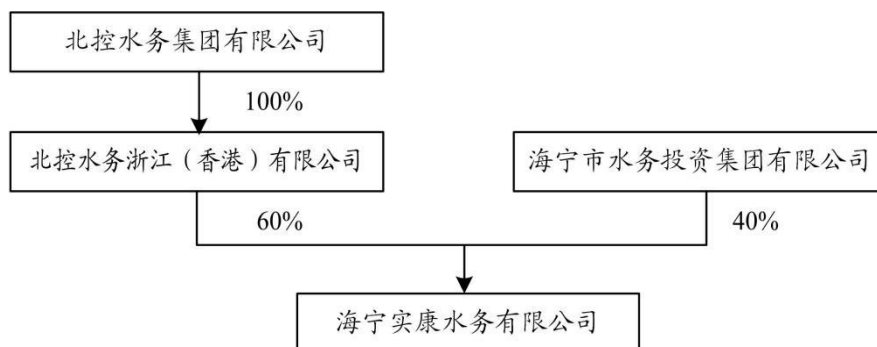 北控水务集团有限公司
100%
北控水务浙江（香港）有限公司
海宁市水务投资集团有限公司
60%
40%
海宁实康水务有限公司